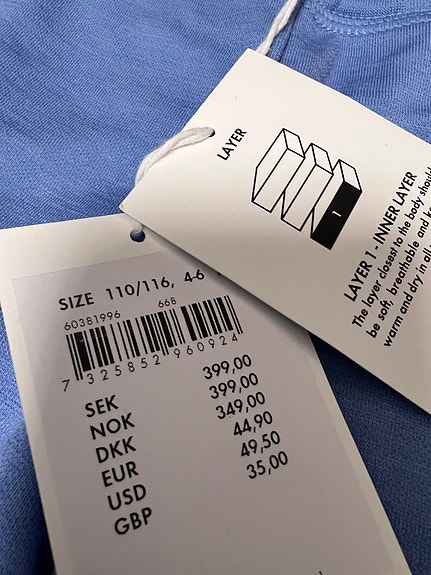 LAYER
1
LAYER 1 - INNER LAYER
The layer closest to the body
be soft, breathable and
warm and dry in all
SIZE 110/116, 4-6
60381996 668
7 325852 960924
SEK 399,00
NOK 399,00
DKK 349,00
EUR 44,90
USD 49,50
GBP 35,00